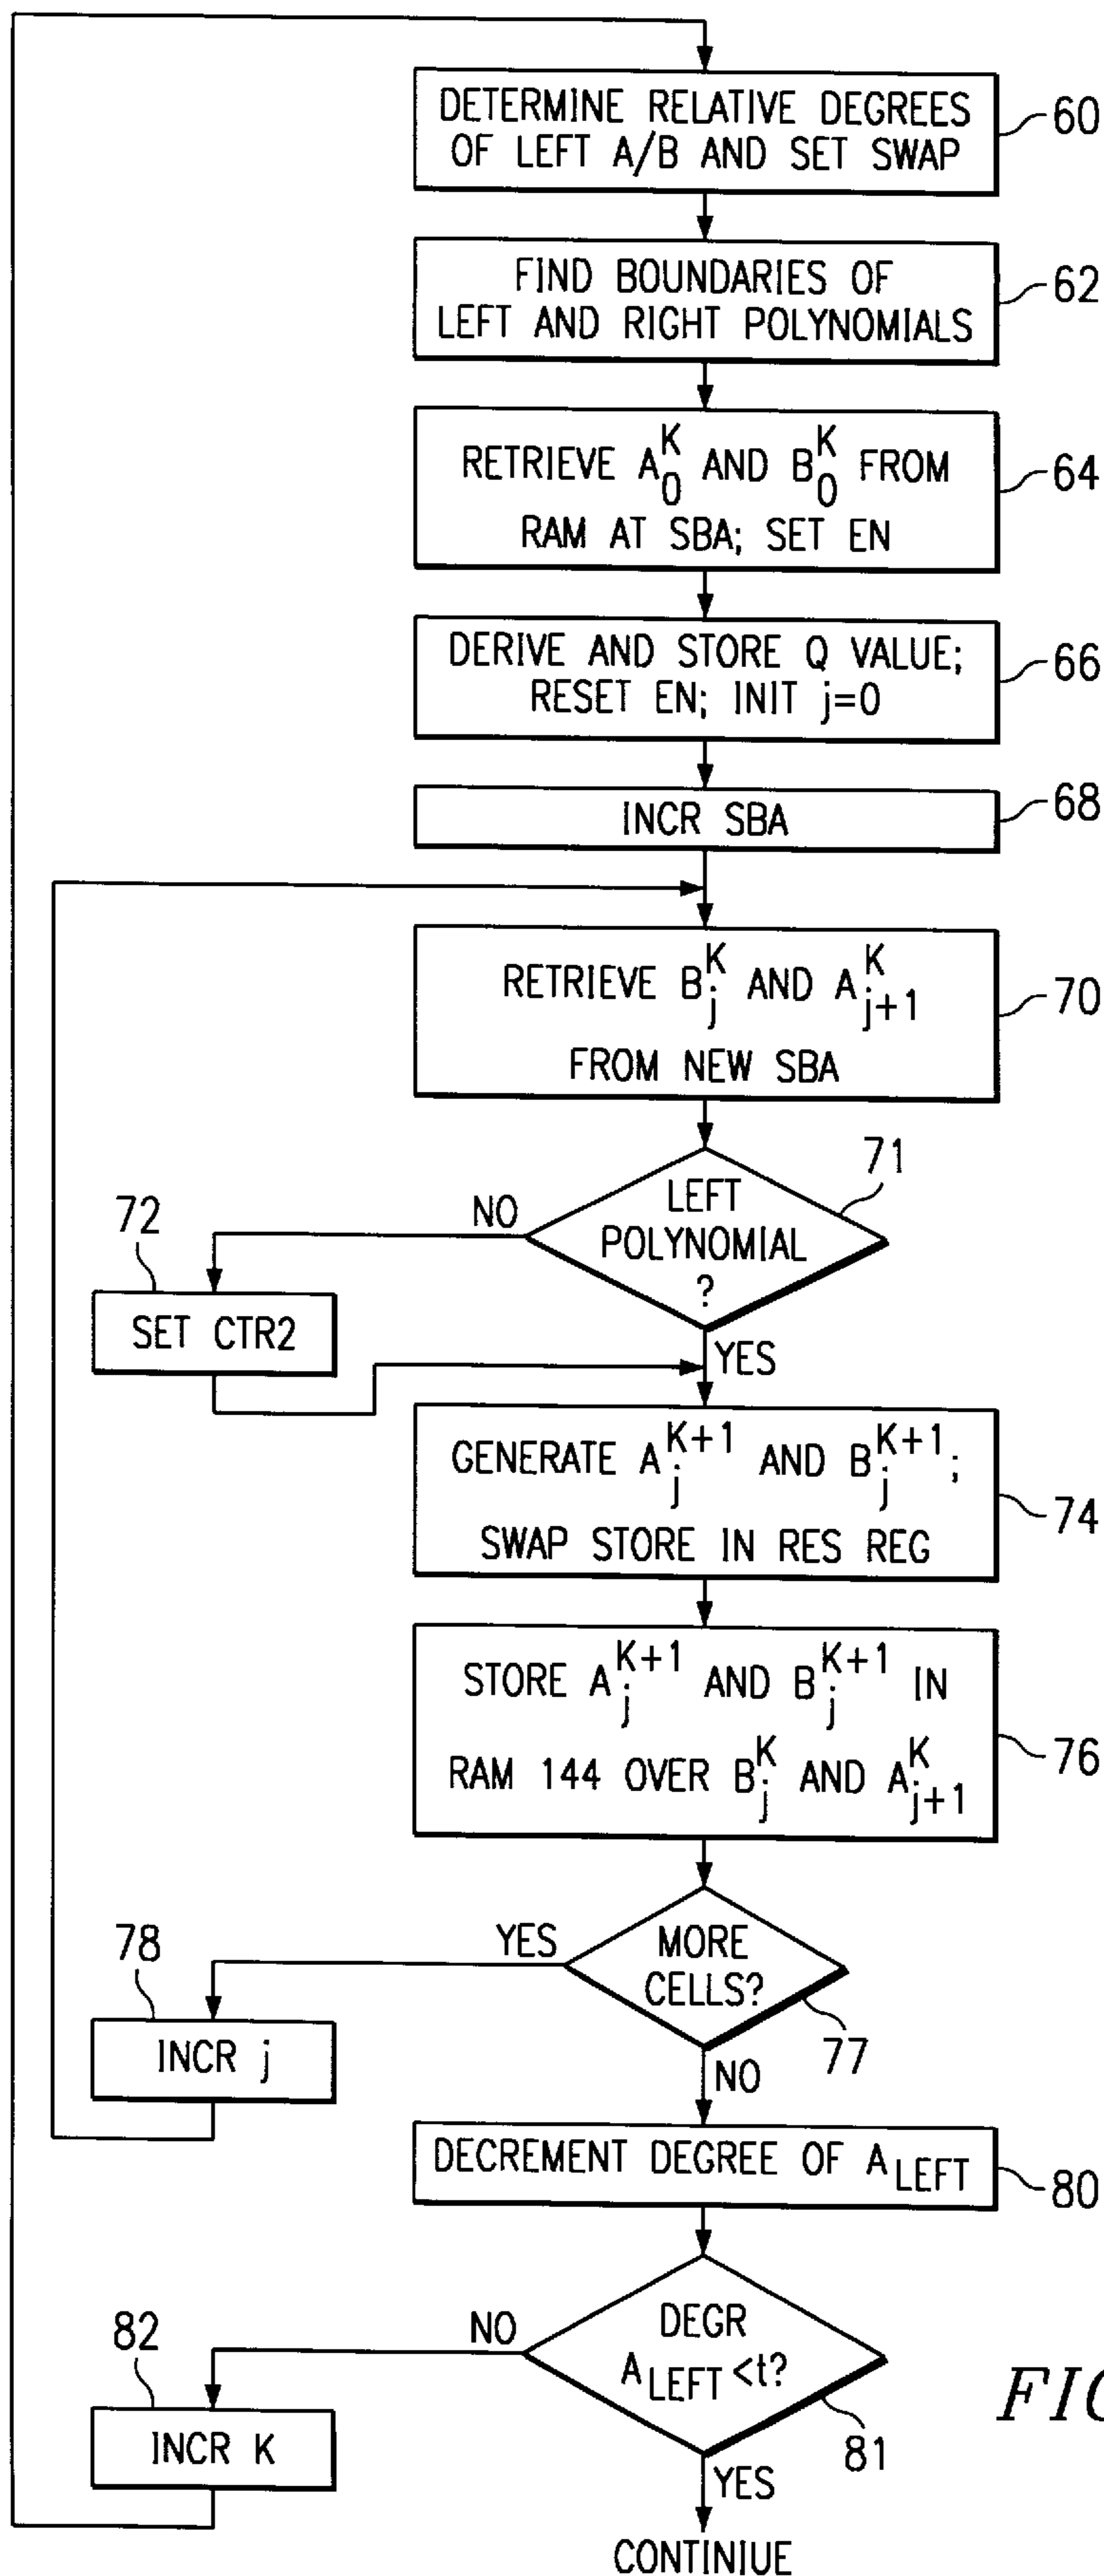 DETERMINE RELATIVE DEGREES
OF LEFT A/B AND SET SWAP
60
FIND BOUNDARIES OF
LEFT AND RIGHT POLYNOMIALS
62
RETRIEVE A₀ᴷ AND B₀ᴷ FROM
RAM AT SBA; SET EN
64
DERIVE AND STORE Q VALUE;
RESET EN; INIT j=0
66
INCR SBA
68
RETRIEVE Bⱼᴷ AND Aⱼ₊₁ᴷ
FROM NEW SBA
70
LEFT
POLYNOMIAL
?
71
NO
72
SET CTR2
YES
GENERATE Aⱼᴷ⁺¹ AND Bⱼᴷ⁺¹;
SWAP STORE IN RES REG
74
STORE Aⱼᴷ⁺¹ AND Bⱼᴷ⁺¹ IN
RAM 144 OVER Bⱼᴷ AND Aⱼ₊₁ᴷ
76
MORE
CELLS?
77
YES
78
INCR j
NO
DECREMENT DEGREE OF A LEFT
80
DEGR
A LEFT <t?
81
NO
82
INCR K
YES
CONTINIUE
FIG